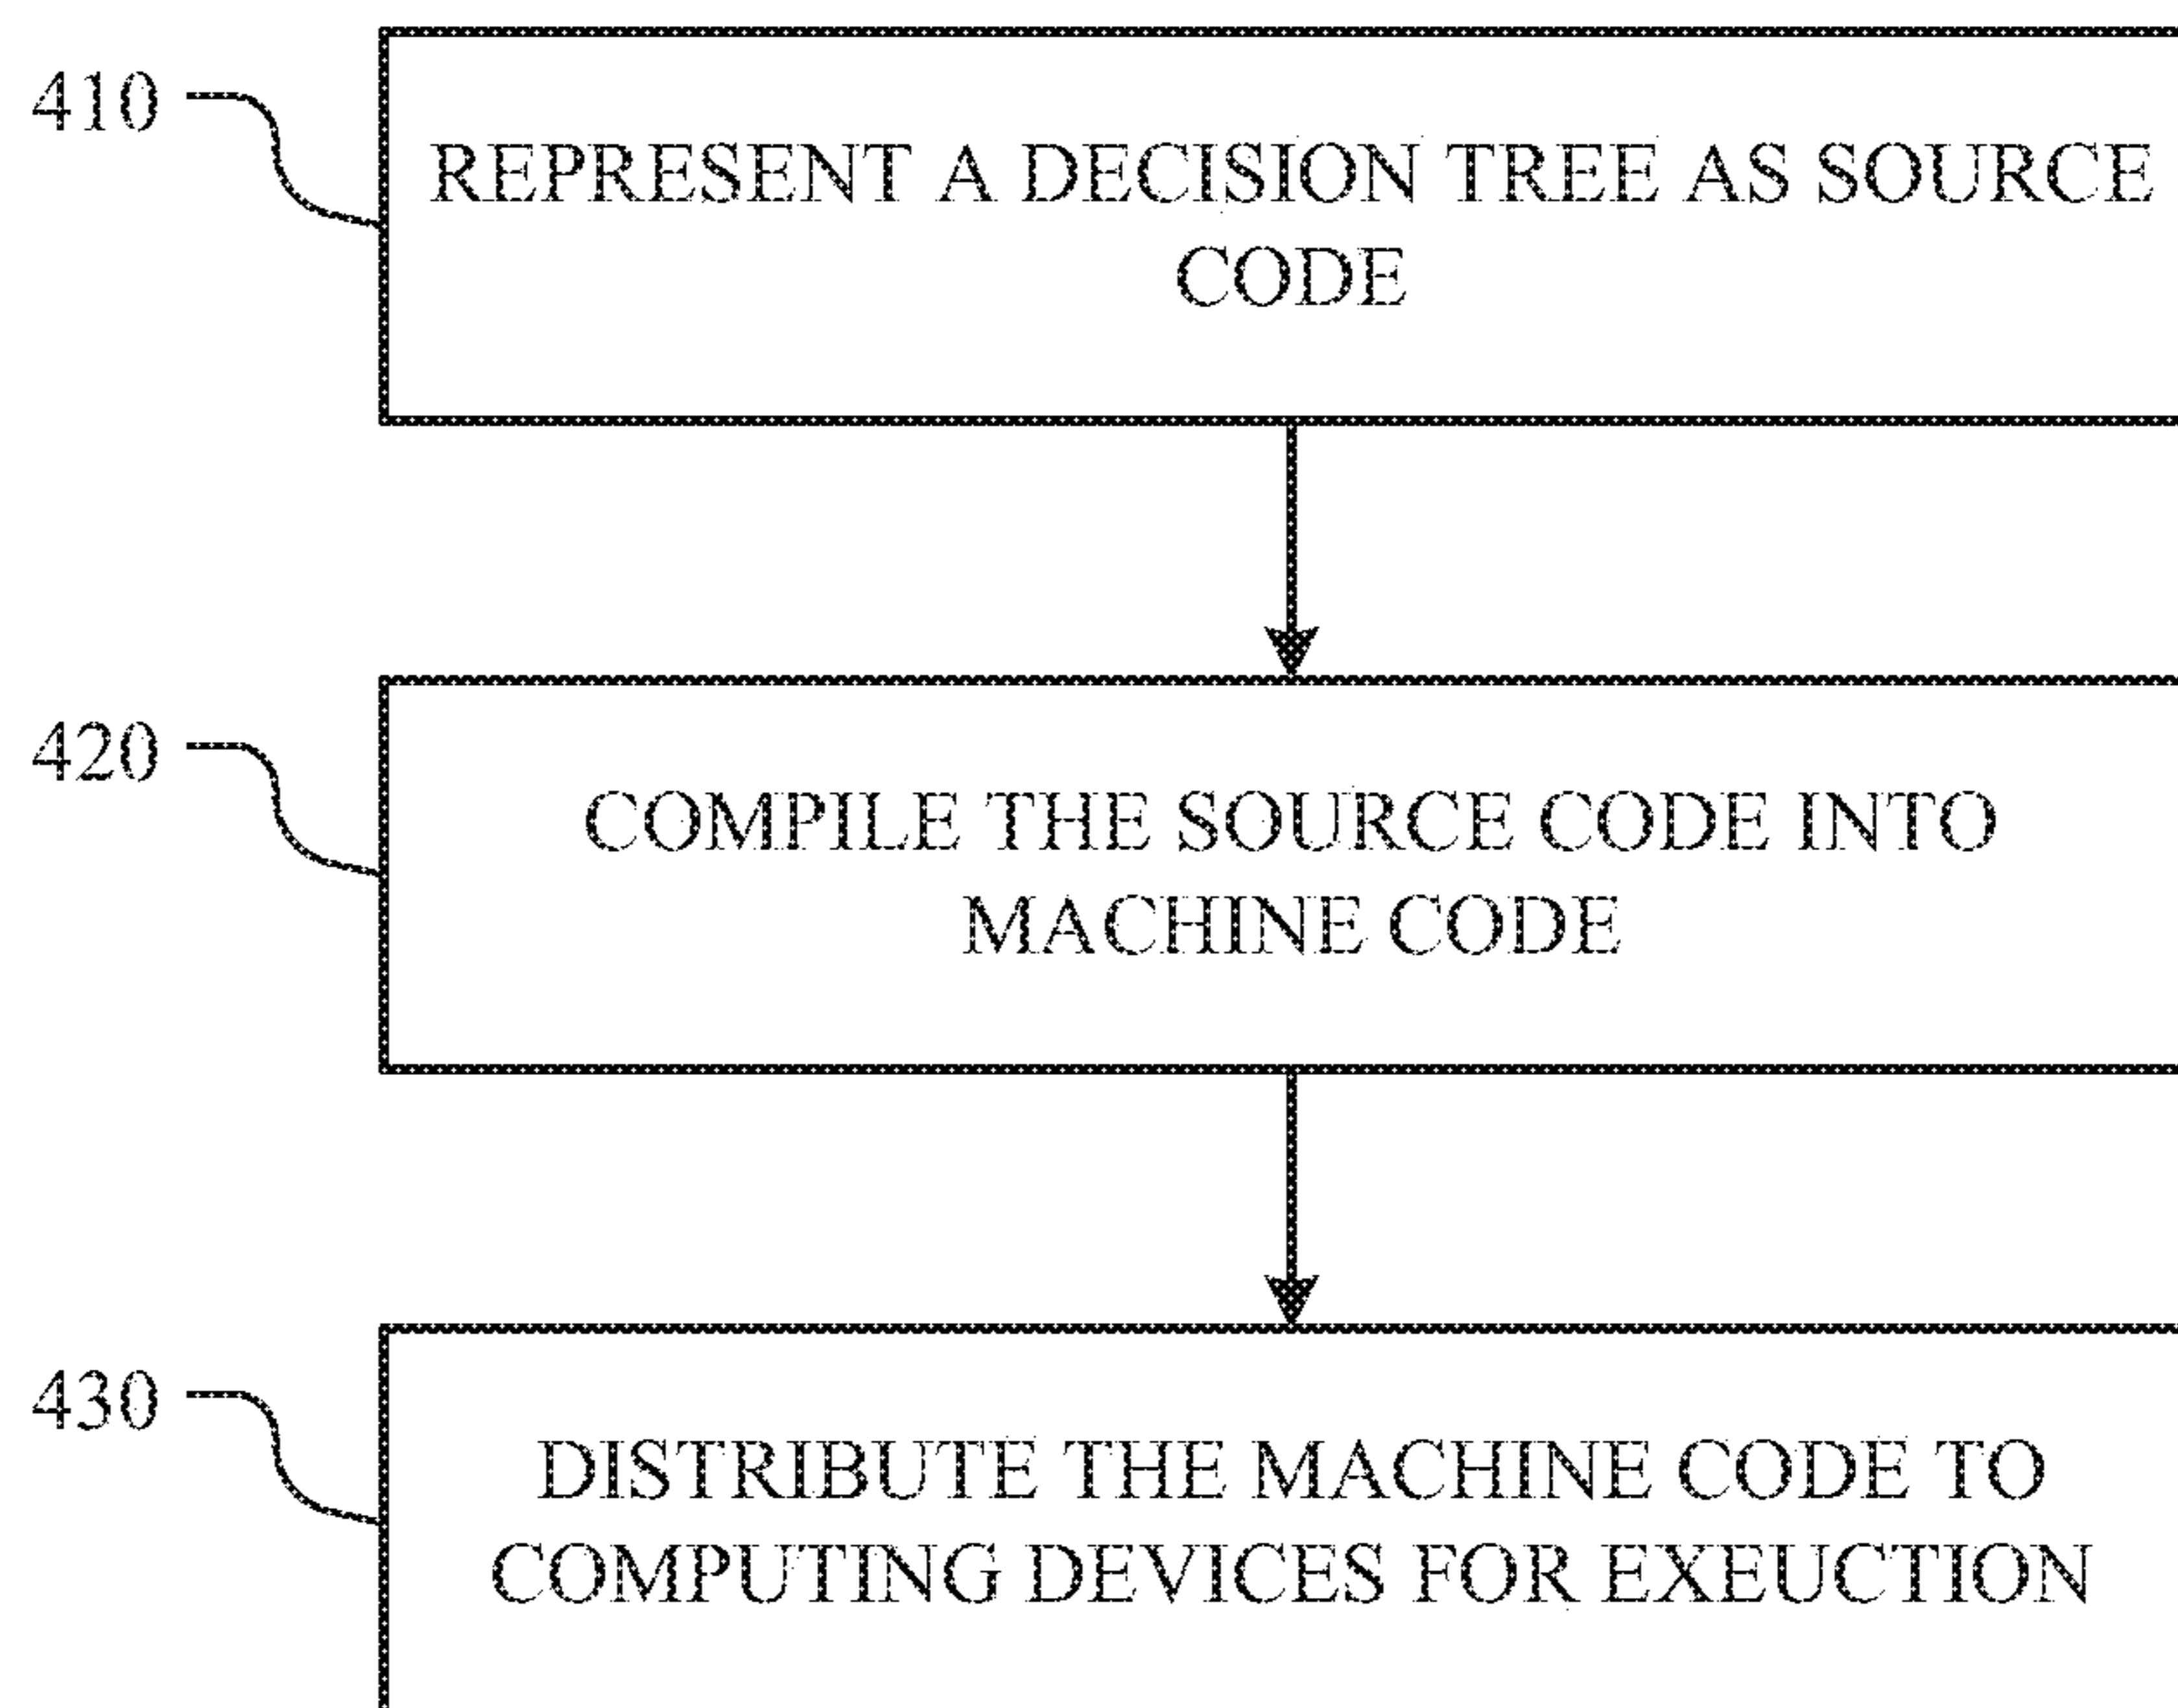 410
REPRESENT A DECISION TREE AS SOURCE
CODE
420
COMPILE THE SOURCE CODE INTO
MACHINE CODE
430
DISTRIBUTE THE MACHINE CODE TO
COMPUTING DEVICES FOR EXEUCTION